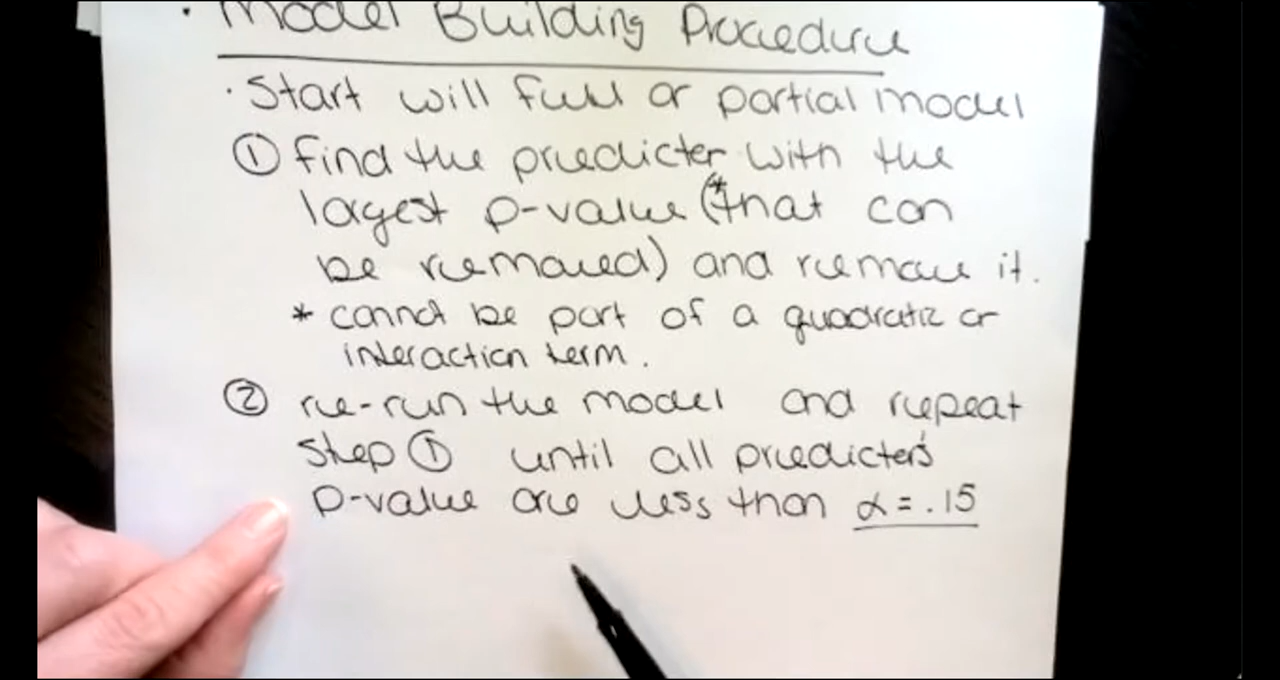 · Model Building Procedure
· Start will full or partial model
① find the predicter with the
largest p-value (*that can
be removed) and remove it.
* cannot be part of a quadratic or
interaction term.
② re-run the model and repeat
step ① until all predicter's
p-value are less than α = .15